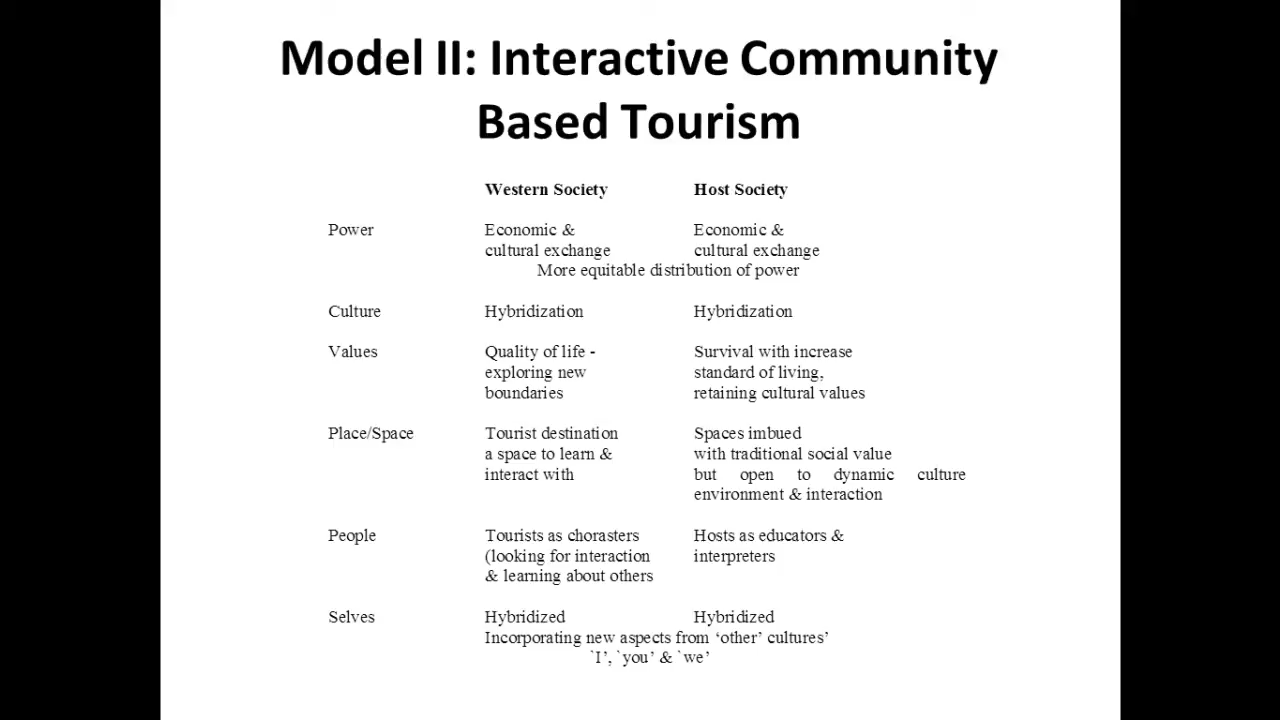 Model II: Interactive Community
Based Tourism
Western Society Host Society
Power Economic & Economic &
cultural exchange cultural exchange
More equitable distribution of power
Culture Hybridization Hybridization
Values Quality of life - Survival with increase
exploring new standard of living,
boundaries retaining cultural values
Place/Space Tourist destination Spaces imbued
a space to learn & with traditional social value
interact with but open to dynamic culture
environment & interaction
People Tourists as chorasters Hosts as educators &
(looking for interaction interpreters
& learning about others
Selves Hybridized Hybridized
Incorporating new aspects from ‘other’ cultures’
`I’, `you’ & `we’